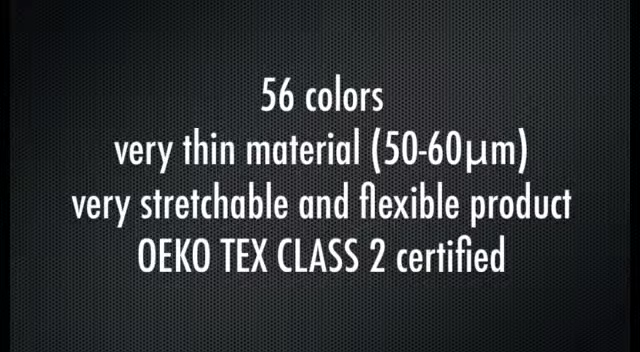 56 colors
very thin material (50-60µm)
very stretchable and flexible product
OEKO TEX CLASS 2 certified